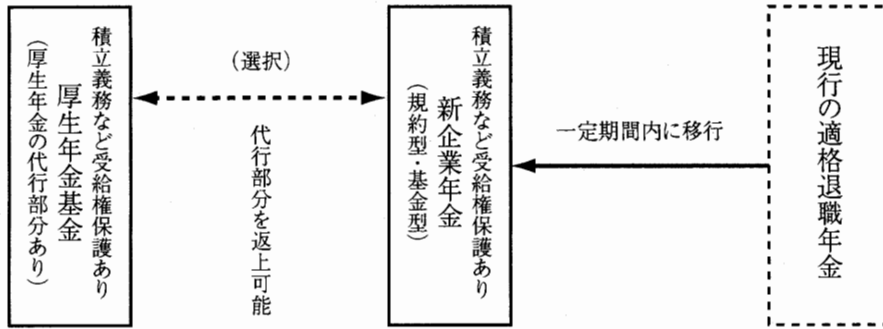 現行の適格退職年金
一定期間内に移行
積立義務など受給権保護あり
新企業年金
(規約型・基金型)
(選択)
代行部分を返上可能
積立義務など受給権保護あり
厚生年金基金
(厚生年金の代行部分あり)